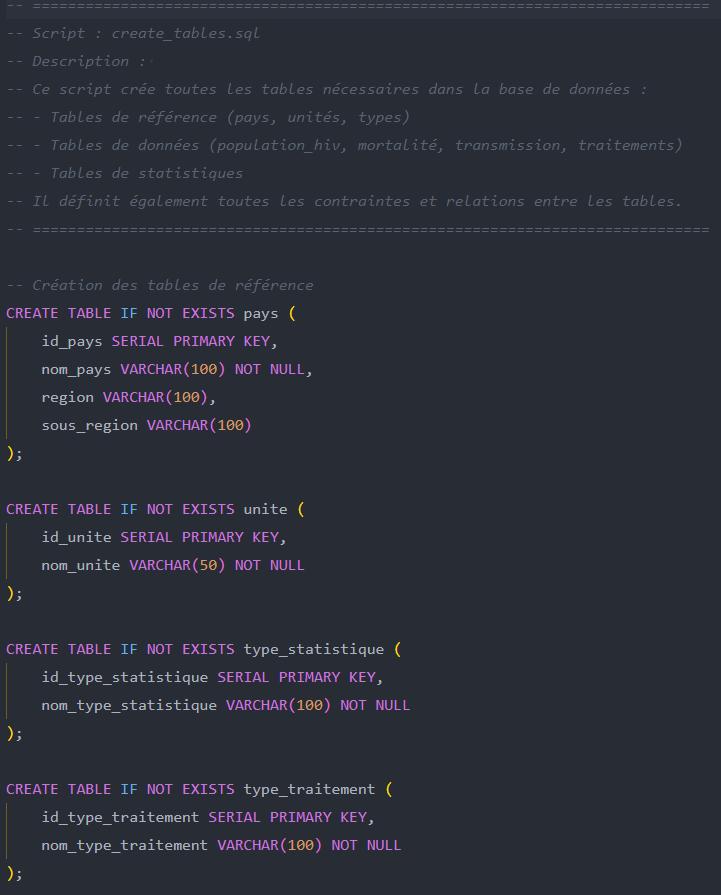 -- =============================================================================
-- Script : create_tables.sql
-- Description :
-- Ce script crée toutes les tables nécessaires dans la base de données :
-- - Tables de référence (pays, unités, types)
-- - Tables de données (population_hiv, mortalité, transmission, traitements)
-- - Tables de statistiques
-- Il définit également toutes les contraintes et relations entre les tables.
-- =============================================================================
-- Création des tables de référence
CREATE TABLE IF NOT EXISTS pays (
id_pays SERIAL PRIMARY KEY,
nom_pays VARCHAR(100) NOT NULL,
region VARCHAR(100),
sous_region VARCHAR(100)
);
CREATE TABLE IF NOT EXISTS unite (
id_unite SERIAL PRIMARY KEY,
nom_unite VARCHAR(50) NOT NULL
);
CREATE TABLE IF NOT EXISTS type_statistique (
id_type_statistique SERIAL PRIMARY KEY,
nom_type_statistique VARCHAR(100) NOT NULL
);
CREATE TABLE IF NOT EXISTS type_traitement (
id_type_traitement SERIAL PRIMARY KEY,
nom_type_traitement VARCHAR(100) NOT NULL
);